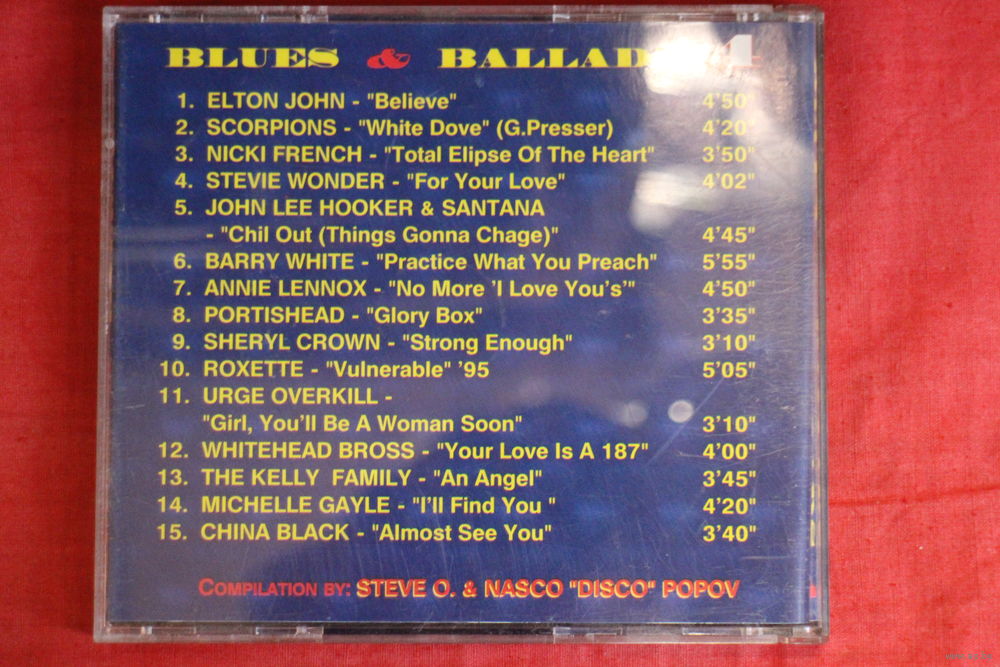 BLUES & BALLADS 4
1. ELTON JOHN - "Believe" 4'50"
2. SCORPIONS - "White Dove" (G.Presser) 4'20"
3. NICKI FRENCH - "Total Elipse Of The Heart" 3'50"
4. STEVIE WONDER - "For Your Love" 4'02"
5. JOHN LEE HOOKER & SANTANA
- "Chil Out (Things Gonna Chage)" 4'45"
6. BARRY WHITE - "Practice What You Preach" 5'55"
7. ANNIE LENNOX - "No More 'I Love You's'" 4'50"
8. PORTISHEAD - "Glory Box" 3'35"
9. SHERYL CROWN - "Strong Enough" 3'10"
10. ROXETTE - "Vulnerable" '95 5'05"
11. URGE OVERKILL -
"Girl, You'll Be A Woman Soon" 3'10"
12. WHITEHEAD BROSS - "Your Love Is A 187" 4'00"
13. THE KELLY FAMILY - "An Angel" 3'45"
14. MICHELLE GAYLE - "I'll Find You " 4'20"
15. CHINA BLACK - "Almost See You" 3'40"
COMPILATION BY: STEVE O. & NASCO "DISCO" POPOV